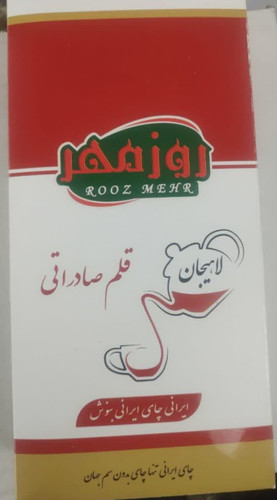 روزمهر
ROOZ MEHR
لاهیجان
قلم صادراتی
ایرانی چای ایرانی بنوش
چای ایرانی تنها چای بدون سم جهان